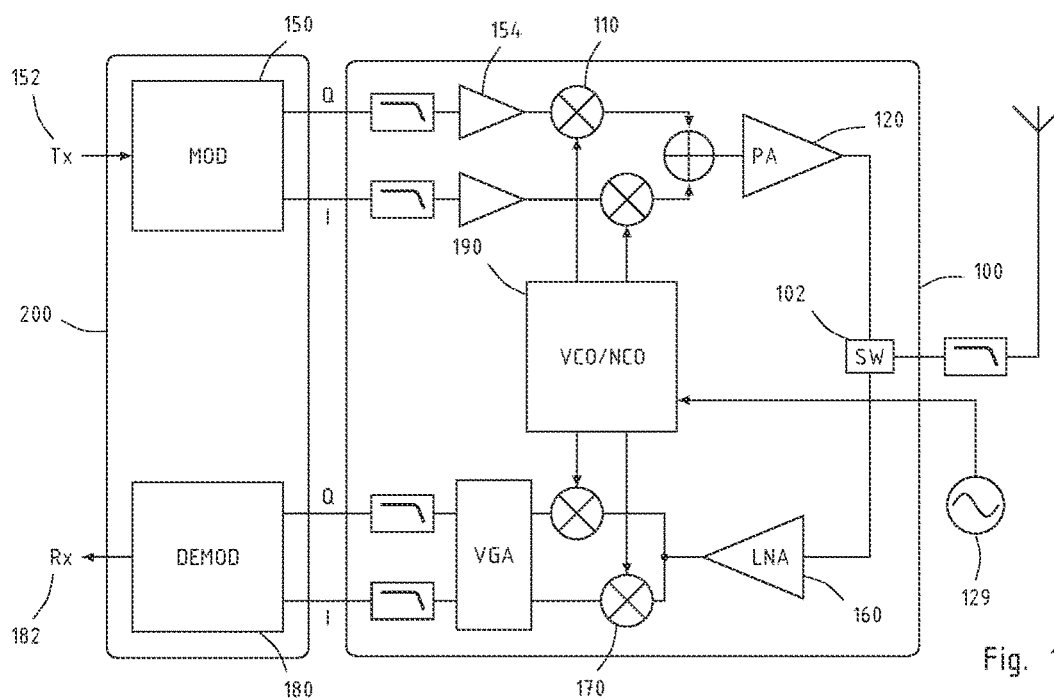 150
154
110
152
Q
120
Tx
MOD
PA
I
190
100
102
200
VCO/NCO
SW
Q
Rx
DEMOD
VGA
LNA
I
182
180
170
160
129
Fig.